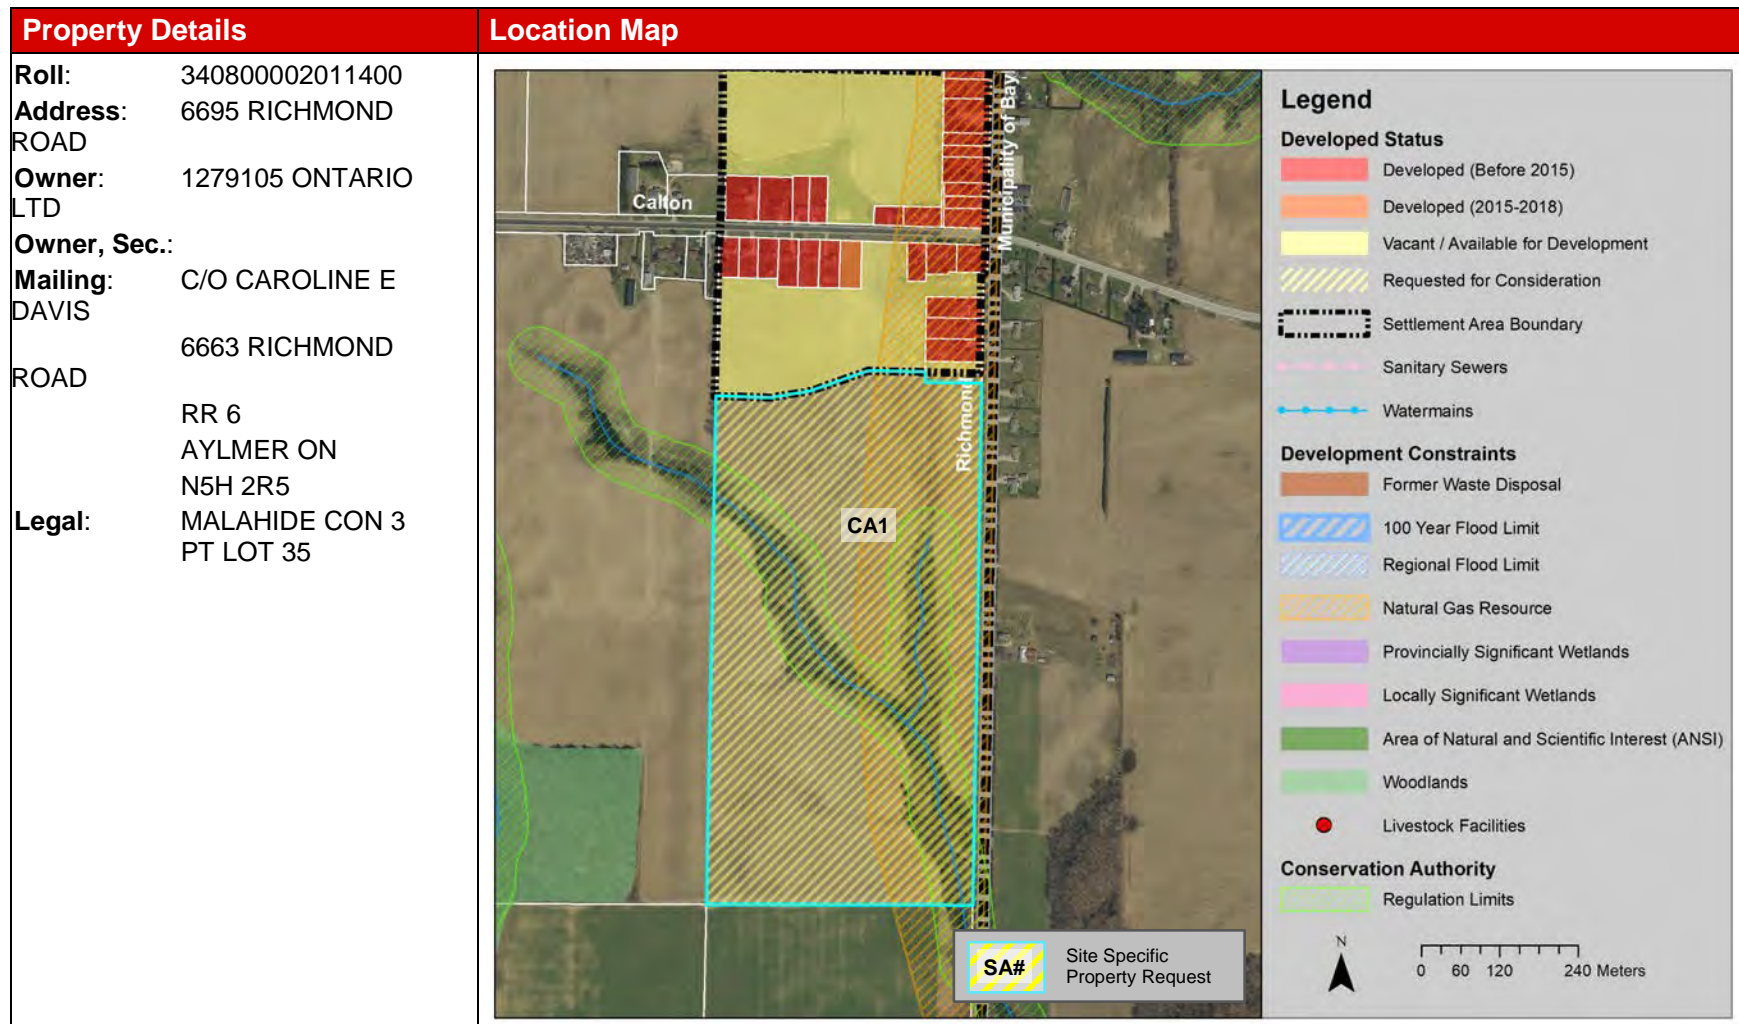 Property Details
Location Map
Roll: 340800002011400
Address: 6695 RICHMOND
ROAD
Owner: 1279105 ONTARIO
LTD
Owner, Sec.:
Mailing: C/O CAROLINE E
DAVIS
6663 RICHMOND
ROAD
RR 6
AYLMER ON
N5H 2R5
Legal: MALAHIDE CON 3
PT LOT 35
Calton
Municipality of Bay
Richmond
CA1
SA#
Site Specific
Property Request
Legend
Developed Status
Developed (Before 2015)
Developed (2015-2018)
Vacant / Available for Development
Requested for Consideration
Settlement Area Boundary
Sanitary Sewers
Watermains
Development Constraints
Former Waste Disposal
100 Year Flood Limit
Regional Flood Limit
Natural Gas Resource
Provincially Significant Wetlands
Locally Significant Wetlands
Area of Natural and Scientific Interest (ANSI)
Woodlands
Livestock Facilities
Conservation Authority
Regulation Limits
N
0 60 120 240 Meters